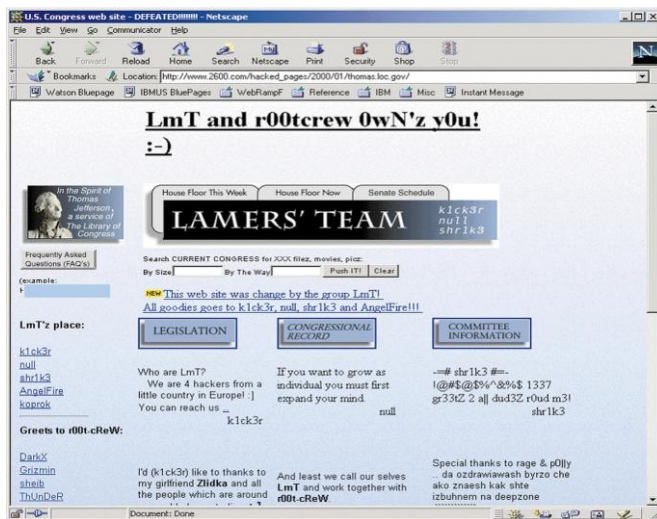 U.S. Congress web site - DEFEATED!!!!!!!! - Netscape
File Edit View Go Communicator Help
Back Forward Reload Home Search Netscape Print Security Shop Stop
Bookmarks Location: http://www.2600.com/hacked_pages/2000/01/thomas.loc.gov/
Watson Bluepage IBMUS BluePages WebRampF Reference IBM Misc Instant Message
LmT and r00tcrew 0wN'z y0u!
:-)
In the Spirit of
Thomas
Jefferson,
a service of
The Library of
Congress
House Floor This Week House Floor Now Senate Schedule
LAMERS' TEAM
k1ck3r
null
shr1k3
Frequently Asked
Questions (FAQ's)
Search CURRENT CONGRESS for XXX filez, movies, picz:
By Size By The Way Push IT! Clear
(example:
NEW This web site was change by the group LmT!
All goodies goes to k1ck3r, null, shr1k3 and AngelFire!!!
LmT'z place:
k1ck3r
null
shr1k3
AngelFire
koprok
Greets to r00t-cReW:
DarkX
Grizmin
sheib
ThUnDeR
LEGISLATION
Who are LmT?
We are 4 hackers from a
little country in Europe! :]
You can reach us ..
k1ck3r
I'd (k1ck3r) like to thanks to
my girlfriend Zlidka and all
the people which are around
CONGRESSIONAL
RECORD
If you want to grow as
individual you must first
expand your mind.
null
And least we call our selves
LmT and work together with
r00t-cReW.
COMMITTEE
INFORMATION
-=# shr1k3 #=-
!@#$@$%^&%$ 1337
gr33tZ 2 a|| dud3Z r0ud m3!
shr1k3
Special thanks to rage & p0||y
.. da ozdrawiawash byrzo che
ako znaesh kak shte
izbuhnem na deepzone
Document: Done